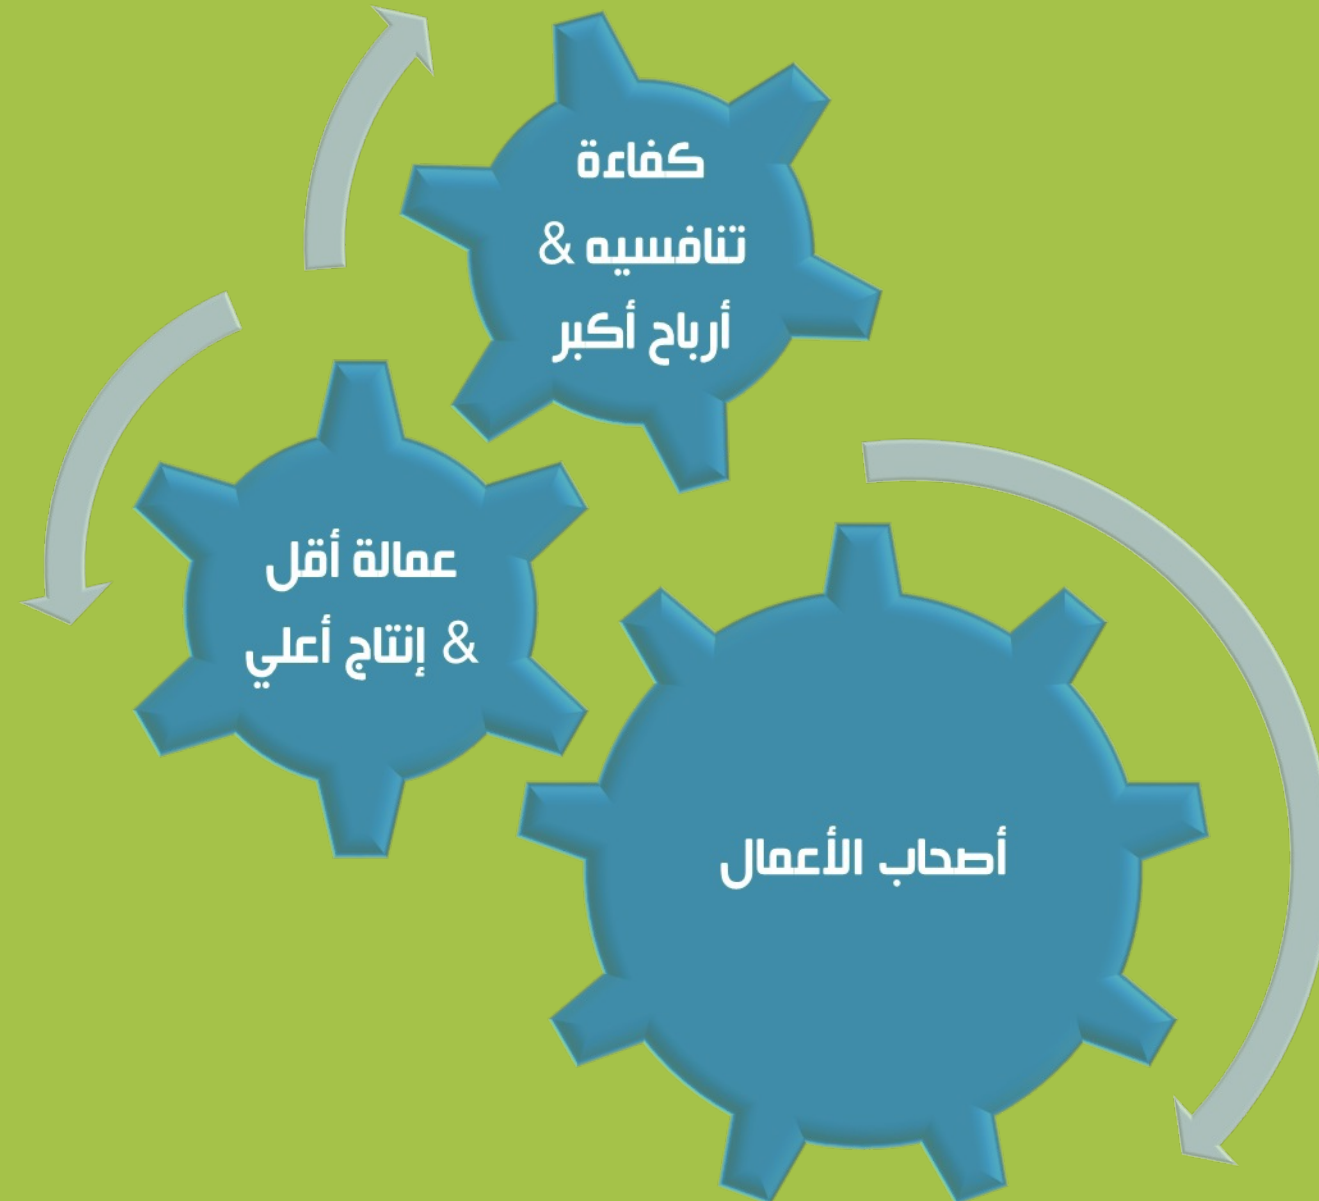 كفاءة
تنافسيه &
أرباح أكبر
عمالة أقل
& إنتاج أعلي
أصحاب الأعمال